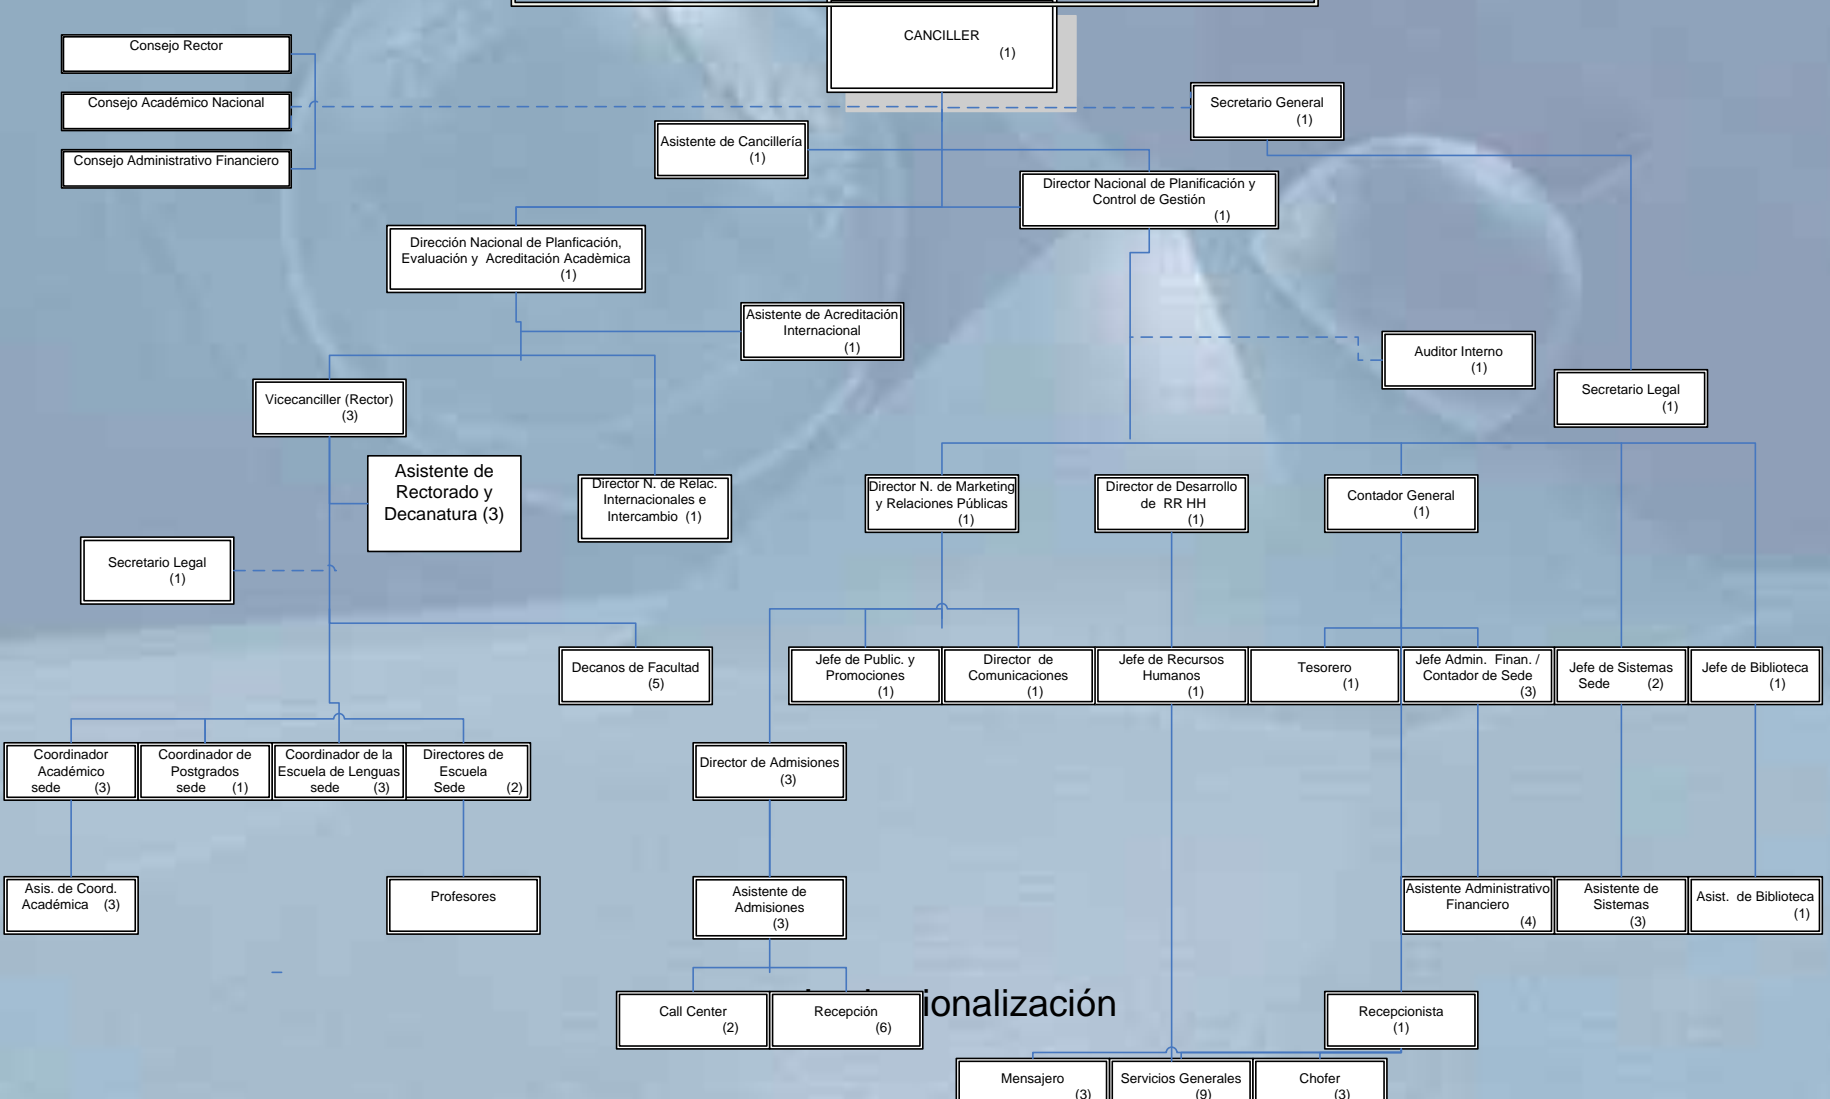 CANCILLER
(1)
Consejo Rector
Consejo Académico Nacional
Consejo Administrativo Financiero
Secretario General
(1)
Asistente de Cancillería
(1)
Director Nacional de Planificación y
Control de Gestión
(1)
Dirección Nacional de Planficación,
Evaluación y Acreditación Acadèmica
(1)
Asistente de Acreditación
Internacional
(1)
Auditor Interno
(1)
Secretario Legal
(1)
Vicecanciller (Rector)
(3)
Asistente de
Rectorado y
Decanatura (3)
Director N. de Relac.
Internacionales e
Intercambio (1)
Director N. de Marketing
y Relaciones Públicas
(1)
Director de Desarrollo
de RR HH
(1)
Contador General
(1)
Secretario Legal
(1)
Decanos de Facultad
(5)
Jefe de Public. y
Promociones
(1)
Director de
Comunicaciones
(1)
Jefe de Recursos
Humanos
(1)
Tesorero
(1)
Jefe Admin. Finan. /
Contador de Sede
(3)
Jefe de Sistemas
Sede (2)
Jefe de Biblioteca
(1)
Coordinador
Académico
sede (3)
Coordinador de
Postgrados
sede (1)
Coordinador de la
Escuela de Lenguas
sede (3)
Directores de
Escuela
Sede (2)
Director de Admisiones
(3)
Asis. de Coord.
Académica (3)
Profesores
Asistente de
Admisiones
(3)
Asistente Administrativo
Financiero
(4)
Asistente de
Sistemas
(3)
Asist. de Biblioteca
(1)
Call Center
(2)
Recepción
(6)
ionalización
Recepcionista
(1)
Mensajero
(3)
Servicios Generales
(9)
Chofer
(3)